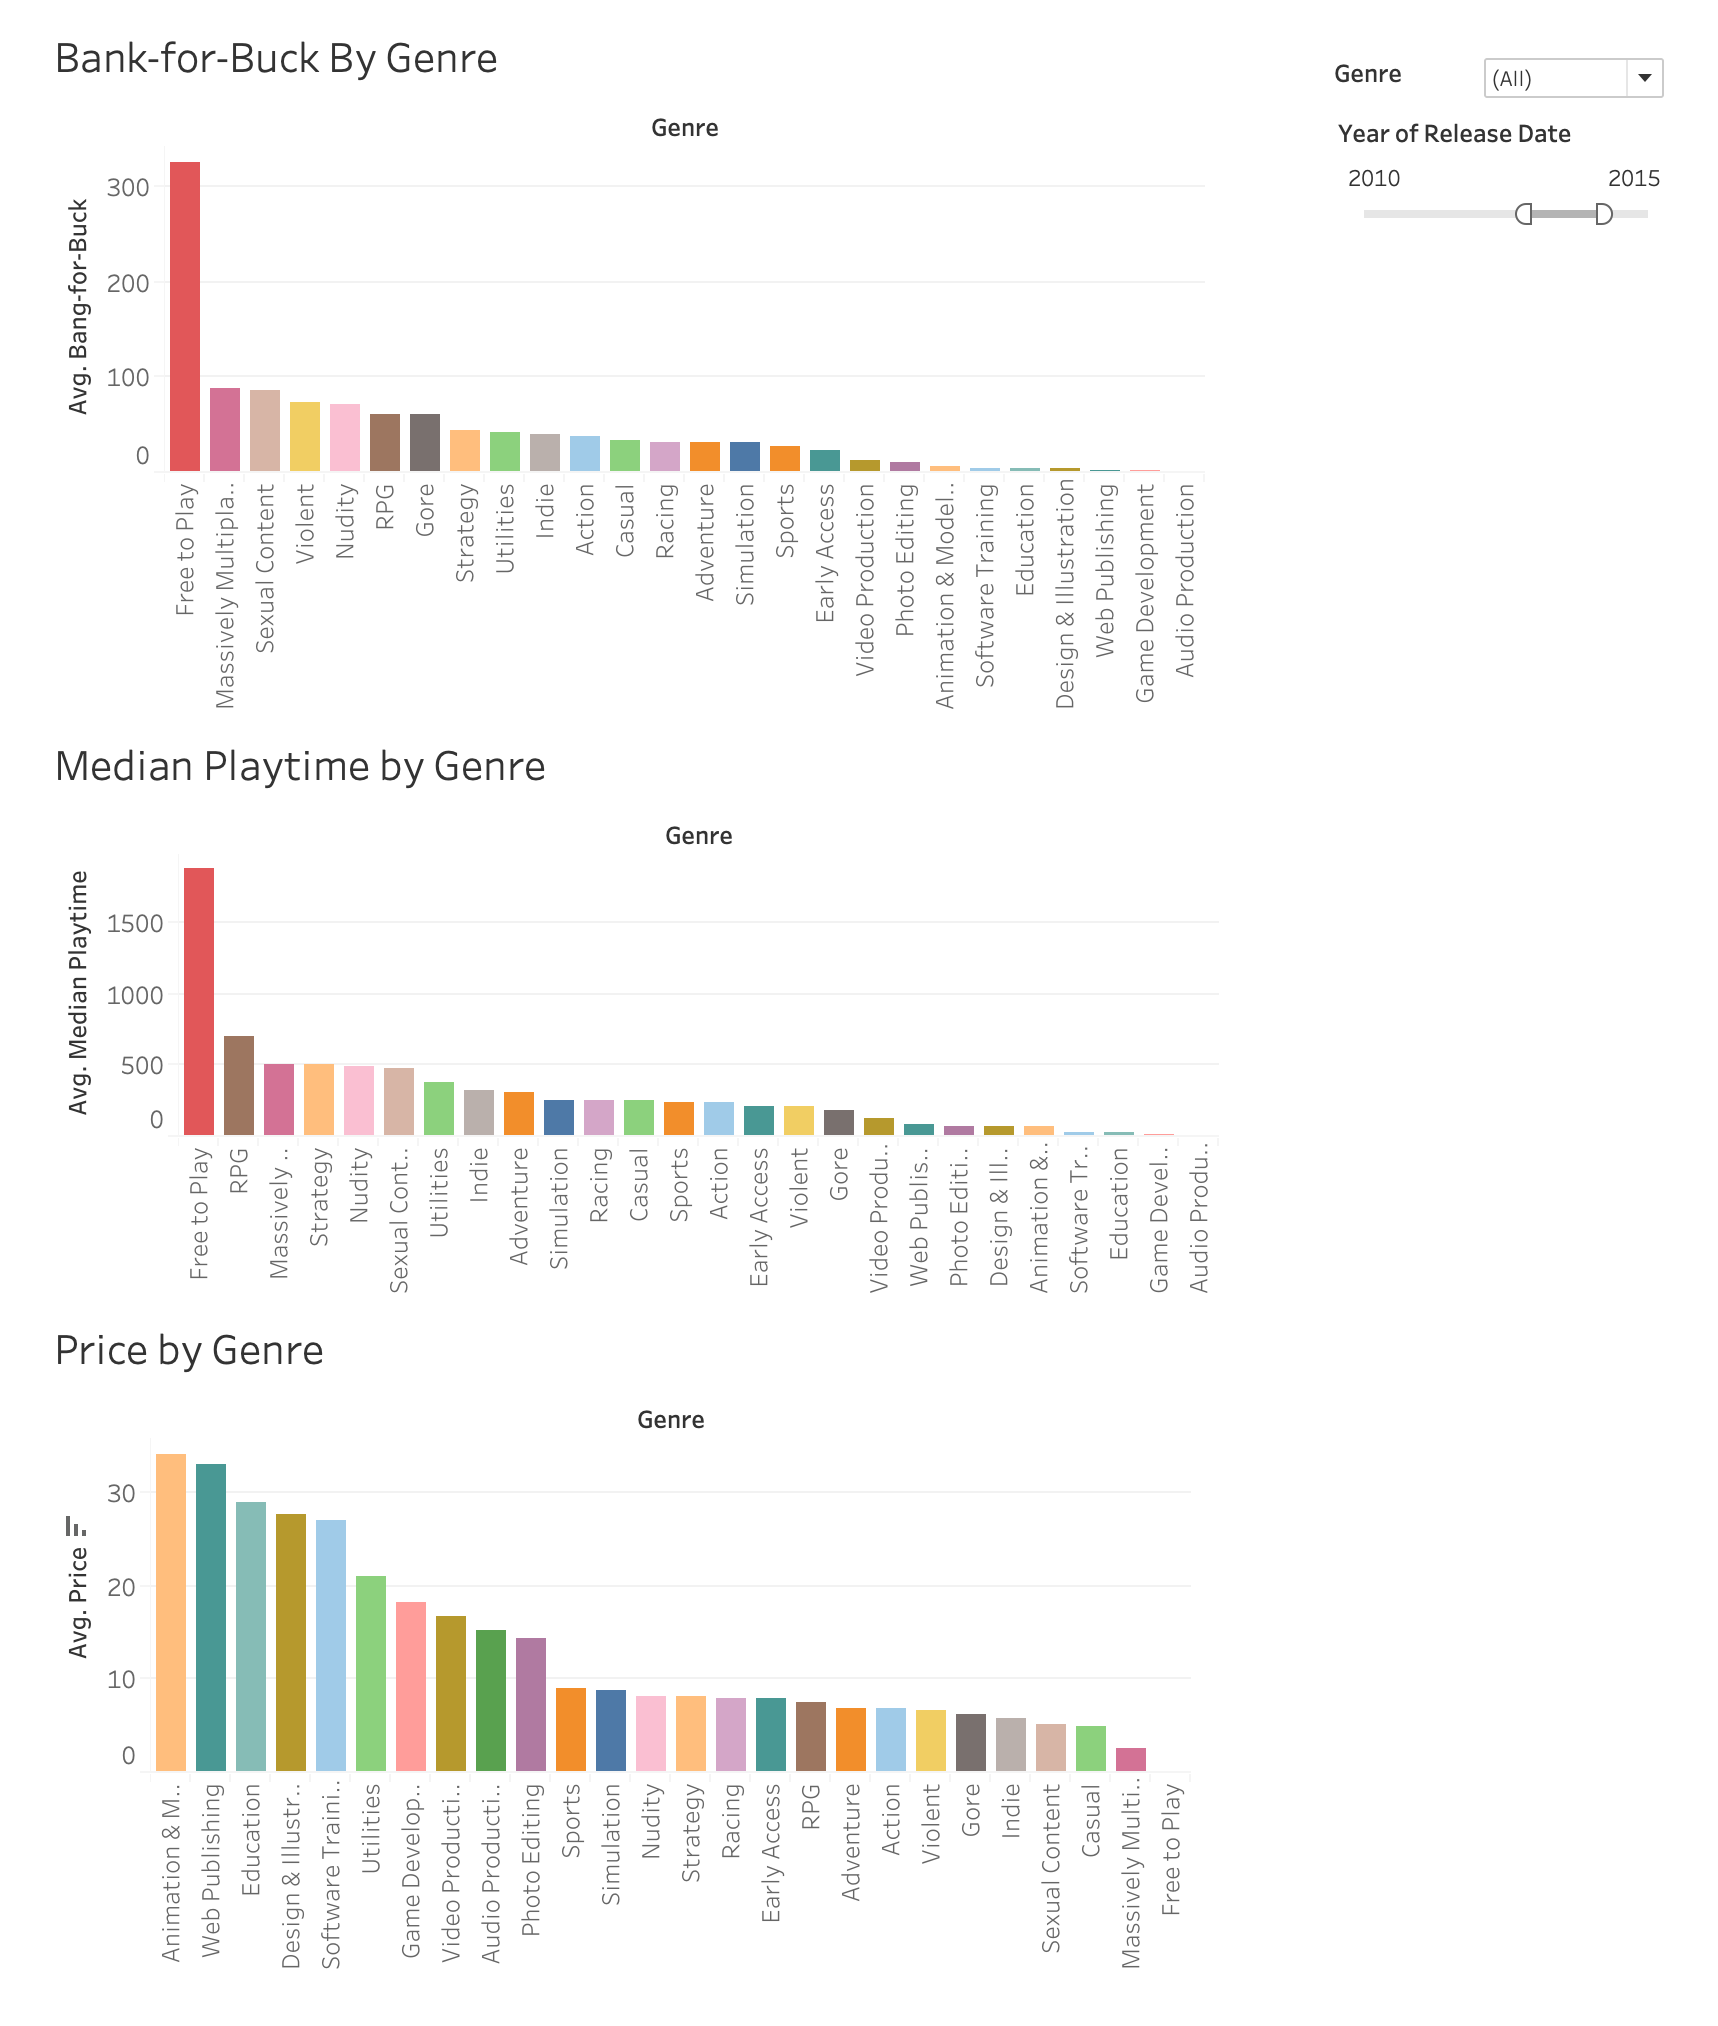 Bank-for-Buck By Genre
Genre
(All)
Year of Release Date
2010 2015
Genre
Avg. Bang-for-Buck
300
200
100
0
Free to Play
Massively Multipla..
Sexual Content
Violent
Nudity
RPG
Gore
Strategy
Utilities
Indie
Action
Casual
Racing
Adventure
Simulation
Sports
Early Access
Video Production
Photo Editing
Animation & Model..
Software Training
Education
Design & Illustration
Web Publishing
Game Development
Audio Production
Median Playtime by Genre
Genre
Avg. Median Playtime
1500
1000
500
0
Free to Play
RPG
Massively ..
Strategy
Nudity
Sexual Cont..
Utilities
Indie
Adventure
Simulation
Racing
Casual
Sports
Action
Early Access
Violent
Gore
Video Produ..
Web Publis..
Photo Editi..
Design & Ill..
Animation &..
Software Tr..
Education
Game Devel..
Audio Produ..
Price by Genre
Genre
Avg. Price
30
20
10
0
Animation & M..
Web Publishing
Education
Design & Illustr..
Software Traini..
Utilities
Game Develop..
Video Producti..
Audio Producti..
Photo Editing
Sports
Simulation
Nudity
Strategy
Racing
Early Access
RPG
Adventure
Action
Violent
Gore
Indie
Sexual Content
Casual
Massively Multi..
Free to Play